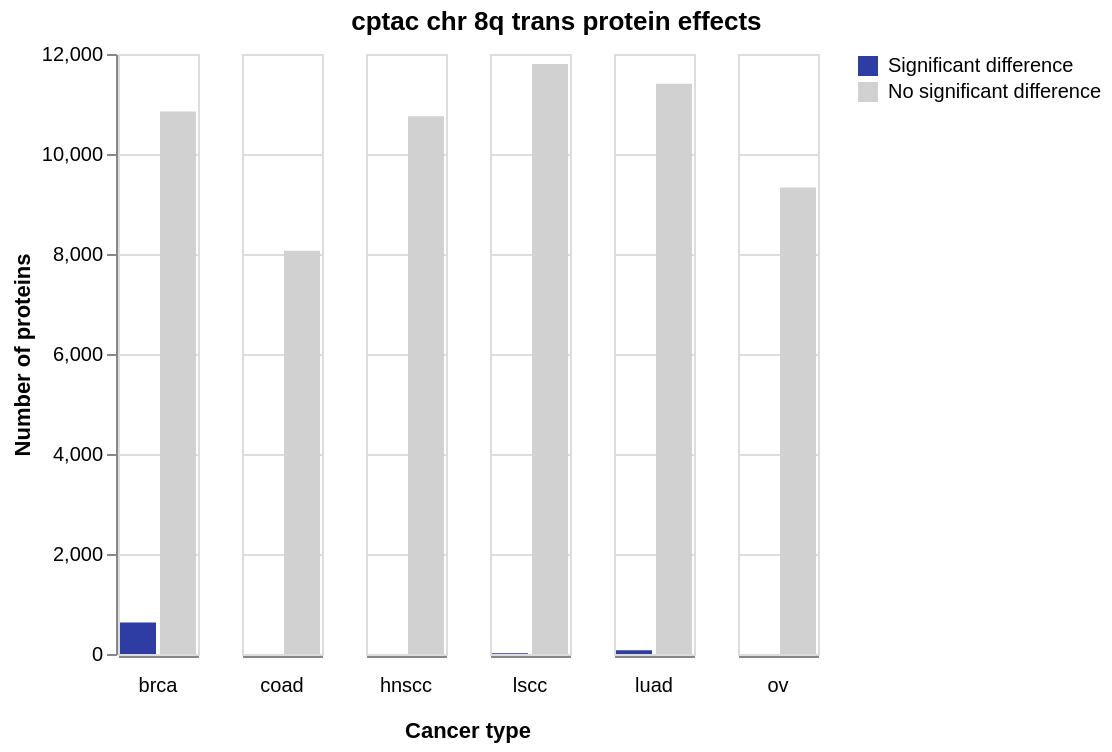 cptac chr 8q trans protein effects
Significant difference
No significant difference
Number of proteins
12,000
10,000
8,000
6,000
4,000
2,000
0
brca
coad
hnscc
lscc
luad
ov
Cancer type